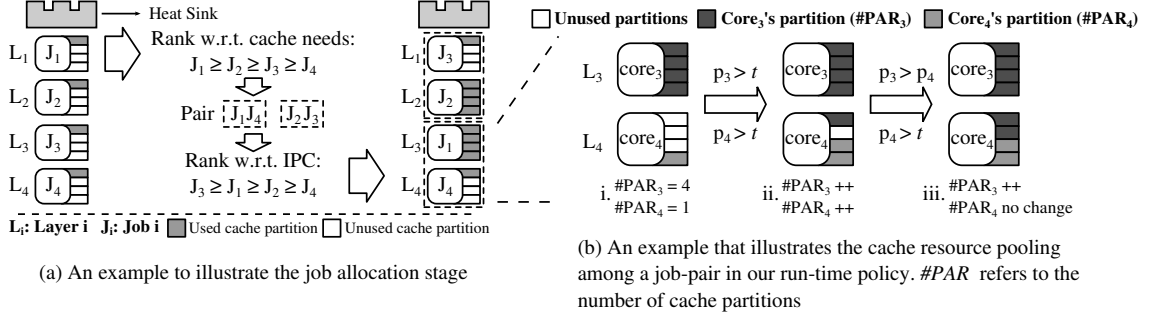 Heat Sink
L1 J1
L2 J2
L3 J3
L4 J4
Rank w.r.t. cache needs:
J1 ≥ J2 ≥ J3 ≥ J4
Pair J1J4 J2J3
Rank w.r.t. IPC:
J3 ≥ J1 ≥ J2 ≥ J4
L1 J3
L2 J2
L3 J1
L4 J4
Li: Layer i Ji: Job i Used cache partition Unused cache partition
(a) An example to illustrate the job allocation stage
Unused partitions Core3's partition (#PAR3) Core4's partition (#PAR4)
L3 core3 core3 core3
p3 > t p3 > p4
p4 > t p4 > t
L4 core4 core4 core4
i. #PAR3 = 4
#PAR4 = 1
ii. #PAR3 ++
#PAR4 ++
iii. #PAR3 ++
#PAR4 no change
(b) An example that illustrates the cache resource pooling
among a job-pair in our run-time policy. #PAR refers to the
number of cache partitions